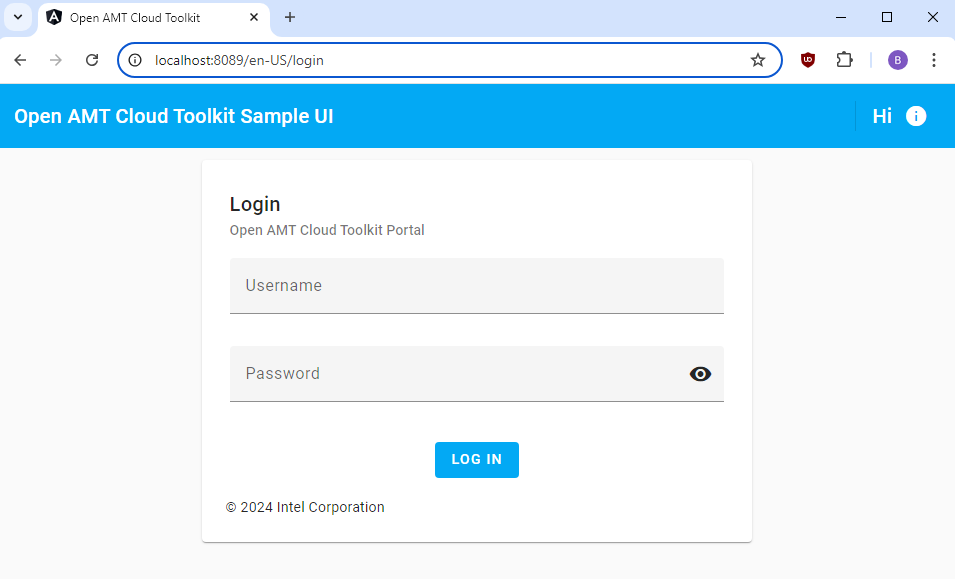 Open AMT Cloud Toolkit
localhost:8089/en-US/login
B
Open AMT Cloud Toolkit Sample UI
Hi
Login
Open AMT Cloud Toolkit Portal
Username
Password
LOG IN
© 2024 Intel Corporation